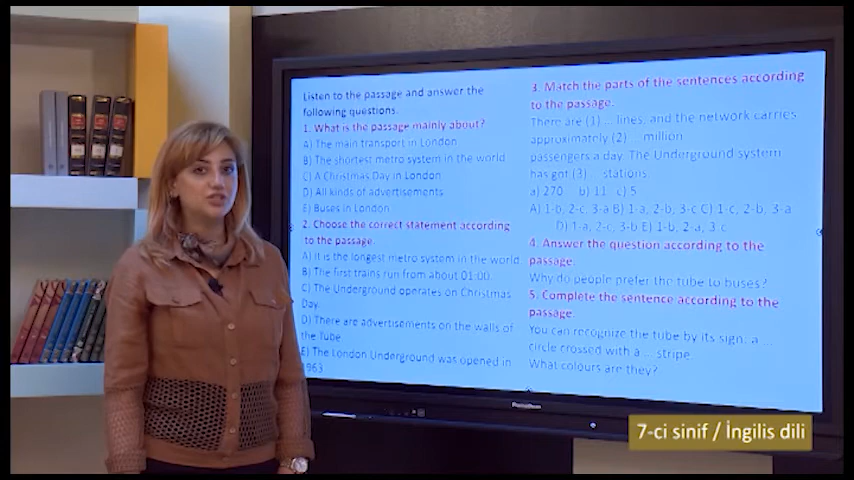 Listen to the passage and answer the
following questions.
1. What is the passage mainly about?
A) The main transport in London
B) The shortest metro system in the world
C) A Christmas Day in London
D) All kinds of advertisements
E) Buses in London
2. Choose the correct statement according
to the passage.
A) It is the longest metro system in the world
B) The first trains run from about 01:00.
C) The Underground operates on Christmas
Day.
D) There are advertisements on the walls of
the Tube
E) The London Underground was opened in
1963
3. Match the parts of the sentences according
to the passage.
There are (1) ... lines, and the network carries
approximately (2) ... million
passengers a day. The Underground system
has got (3) ... stations.
a) 270 b) 11 c) 5
A) 1-b, 2-c, 3-a B) 1-a, 2-b, 3-c C) 1-c, 2-b, 3-a
D) 1-a, 2-c, 3-b E) 1-b, 2-a, 3-c
4. Answer the question according to the
passage.
Why do people prefer the tube to buses?
5. Complete the sentence according to the
passage.
You can recognize the tube by its sign: a ...
circle crossed with a ... stripe.
What colours are they?
Promethean
7-ci sinif / İngilis dili